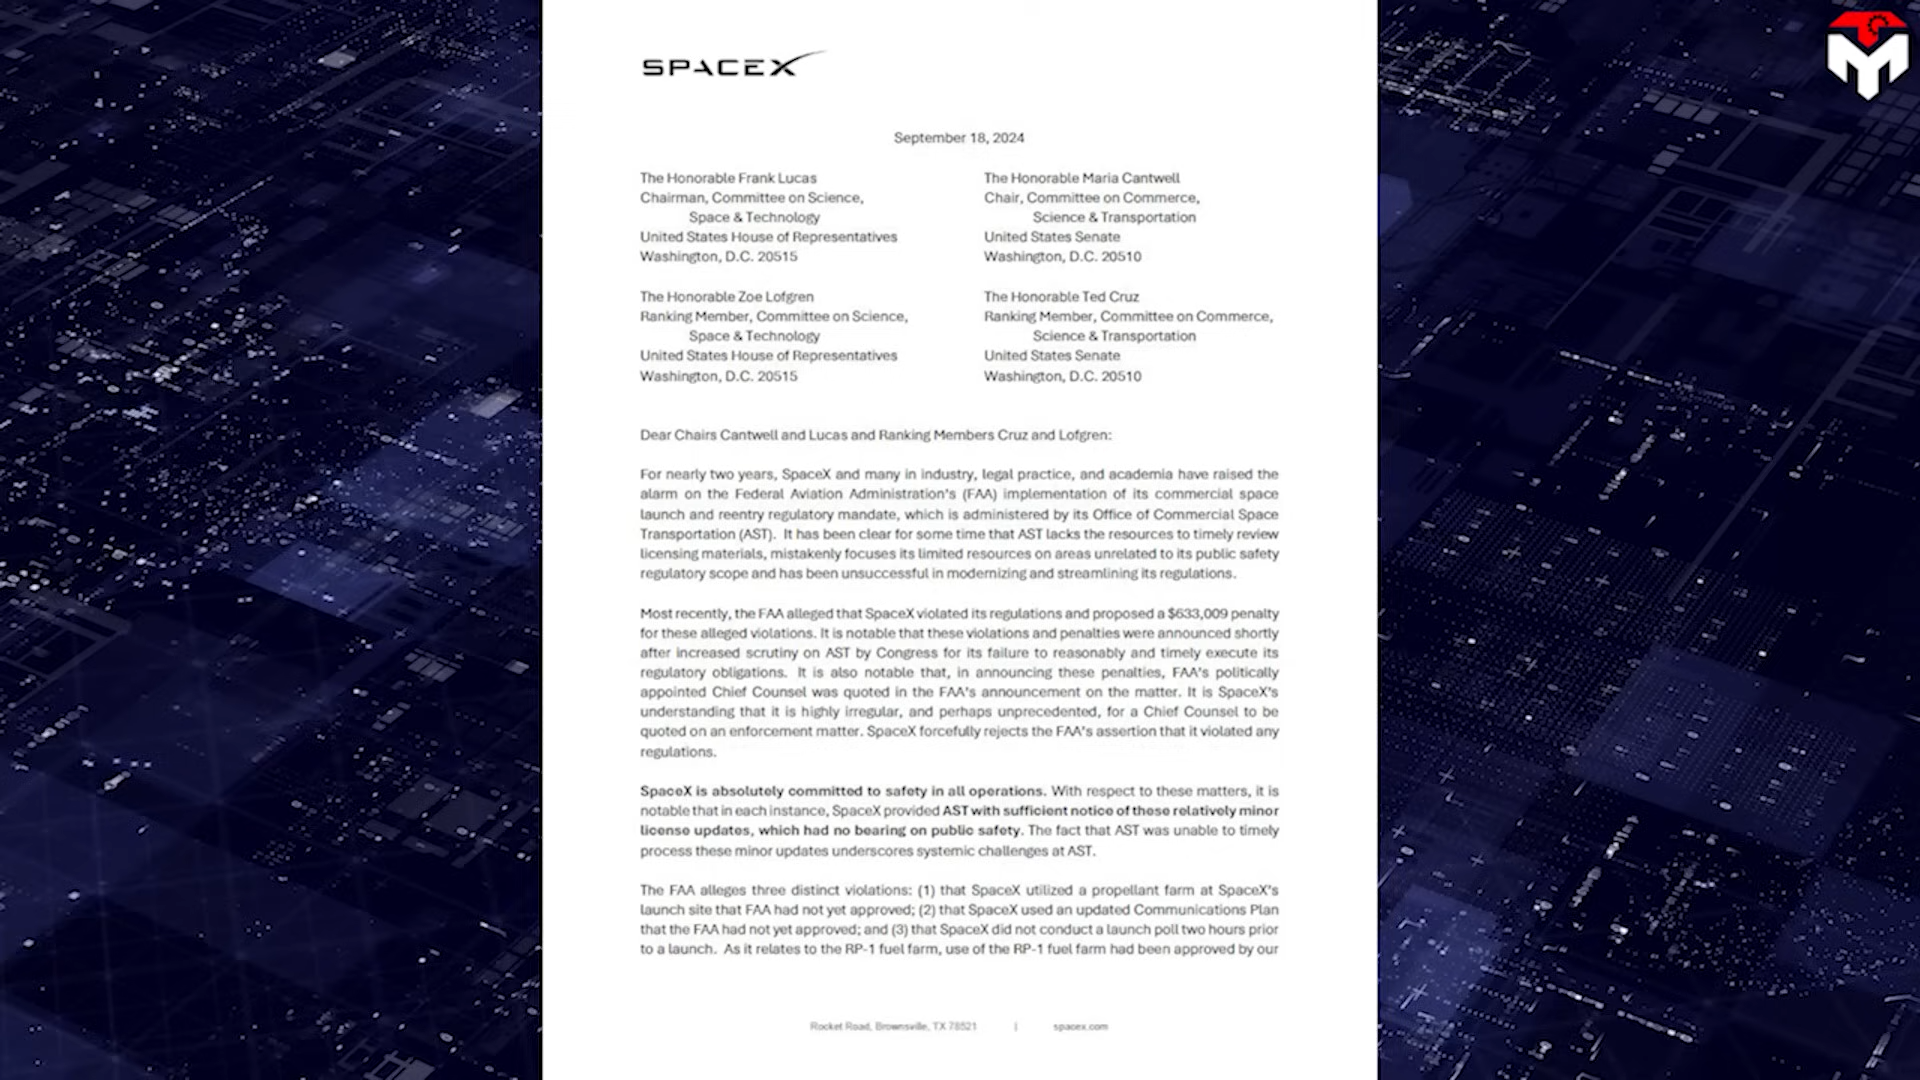 SPACEX
September 18, 2024
The Honorable Frank Lucas
Chairman, Committee on Science,
Space & Technology
United States House of Representatives
Washington, D.C. 20515
The Honorable Maria Cantwell
Chair, Committee on Commerce,
Science & Transportation
United States Senate
Washington, D.C. 20510
The Honorable Zoe Lofgren
Ranking Member, Committee on Science,
Space & Technology
United States House of Representatives
Washington, D.C. 20515
The Honorable Ted Cruz
Ranking Member, Committee on Commerce,
Science & Transportation
United States Senate
Washington, D.C. 20510
Dear Chairs Cantwell and Lucas and Ranking Members Cruz and Lofgren:
For nearly two years, SpaceX and many in industry, legal practice, and academia have raised the
alarm on the Federal Aviation Administration's (FAA) implementation of its commercial space
launch and reentry regulatory mandate, which is administered by its Office of Commercial Space
Transportation (AST). It has been clear for some time that AST lacks the resources to timely review
licensing materials, mistakenly focuses its limited resources on areas unrelated to its public safety
regulatory scope and has been unsuccessful in modernizing and streamlining its regulations.
Most recently, the FAA alleged that SpaceX violated its regulations and proposed a $633,009 penalty
for these alleged violations. It is notable that these violations and penalties were announced shortly
after increased scrutiny on AST by Congress for its failure to reasonably and timely execute its
regulatory obligations. It is also notable that, in announcing these penalties, FAA's politically
appointed Chief Counsel was quoted in the FAA's announcement on the matter. It is SpaceX's
understanding that it is highly irregular, and perhaps unprecedented, for a Chief Counsel to be
quoted on an enforcement matter. SpaceX forcefully rejects the FAA's assertion that it violated any
regulations.
SpaceX is absolutely committed to safety in all operations. With respect to these matters, it is
notable that in each instance, SpaceX provided AST with sufficient notice of these relatively minor
license updates, which had no bearing on public safety. The fact that AST was unable to timely
process these minor updates underscores systemic challenges at AST.
The FAA alleges three distinct violations: (1) that SpaceX utilized a propellant farm at SpaceX's
launch site that FAA had not yet approved; (2) that SpaceX used an updated Communications Plan
that the FAA had not yet approved; and (3) that SpaceX did not conduct a launch poll two hours prior
to a launch. As it relates to the RP-1 fuel farm, use of the RP-1 fuel farm had been approved by our
Rocket Road, Brownsville, TX 78521 | spacex.com